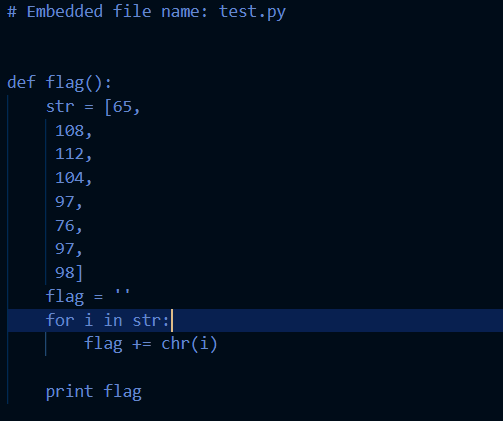 # Embedded file name: test.py
def flag():
    str = [65,
     108,
     112,
     104,
     97,
     76,
     97,
     98]
    flag = ''
    for i in str:
        flag += chr(i)
    print flag